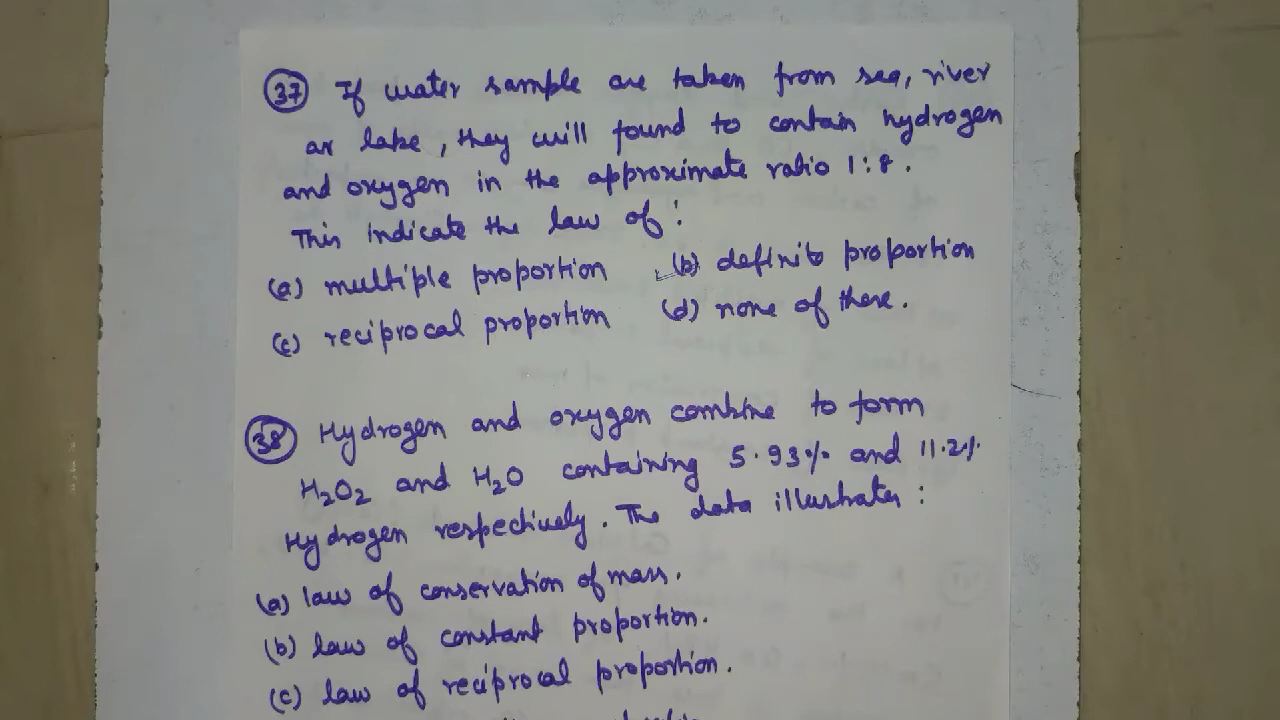 37 If water sample are taken from sea, river
or lake, they will found to contain hydrogen
and oxygen in the approximate ratio 1:8.
This indicate the law of:
(a) multiple proportion (b) definite proportion
(c) reciprocal proportion (d) none of these.
38 Hydrogen and oxygen combine to form
H₂O₂ and H₂O containing 5.93% and 11.2%
Hydrogen respectively. The data illustrates:
(a) law of conservation of mass.
(b) law of constant proportion.
(c) law of reciprocal proportion.